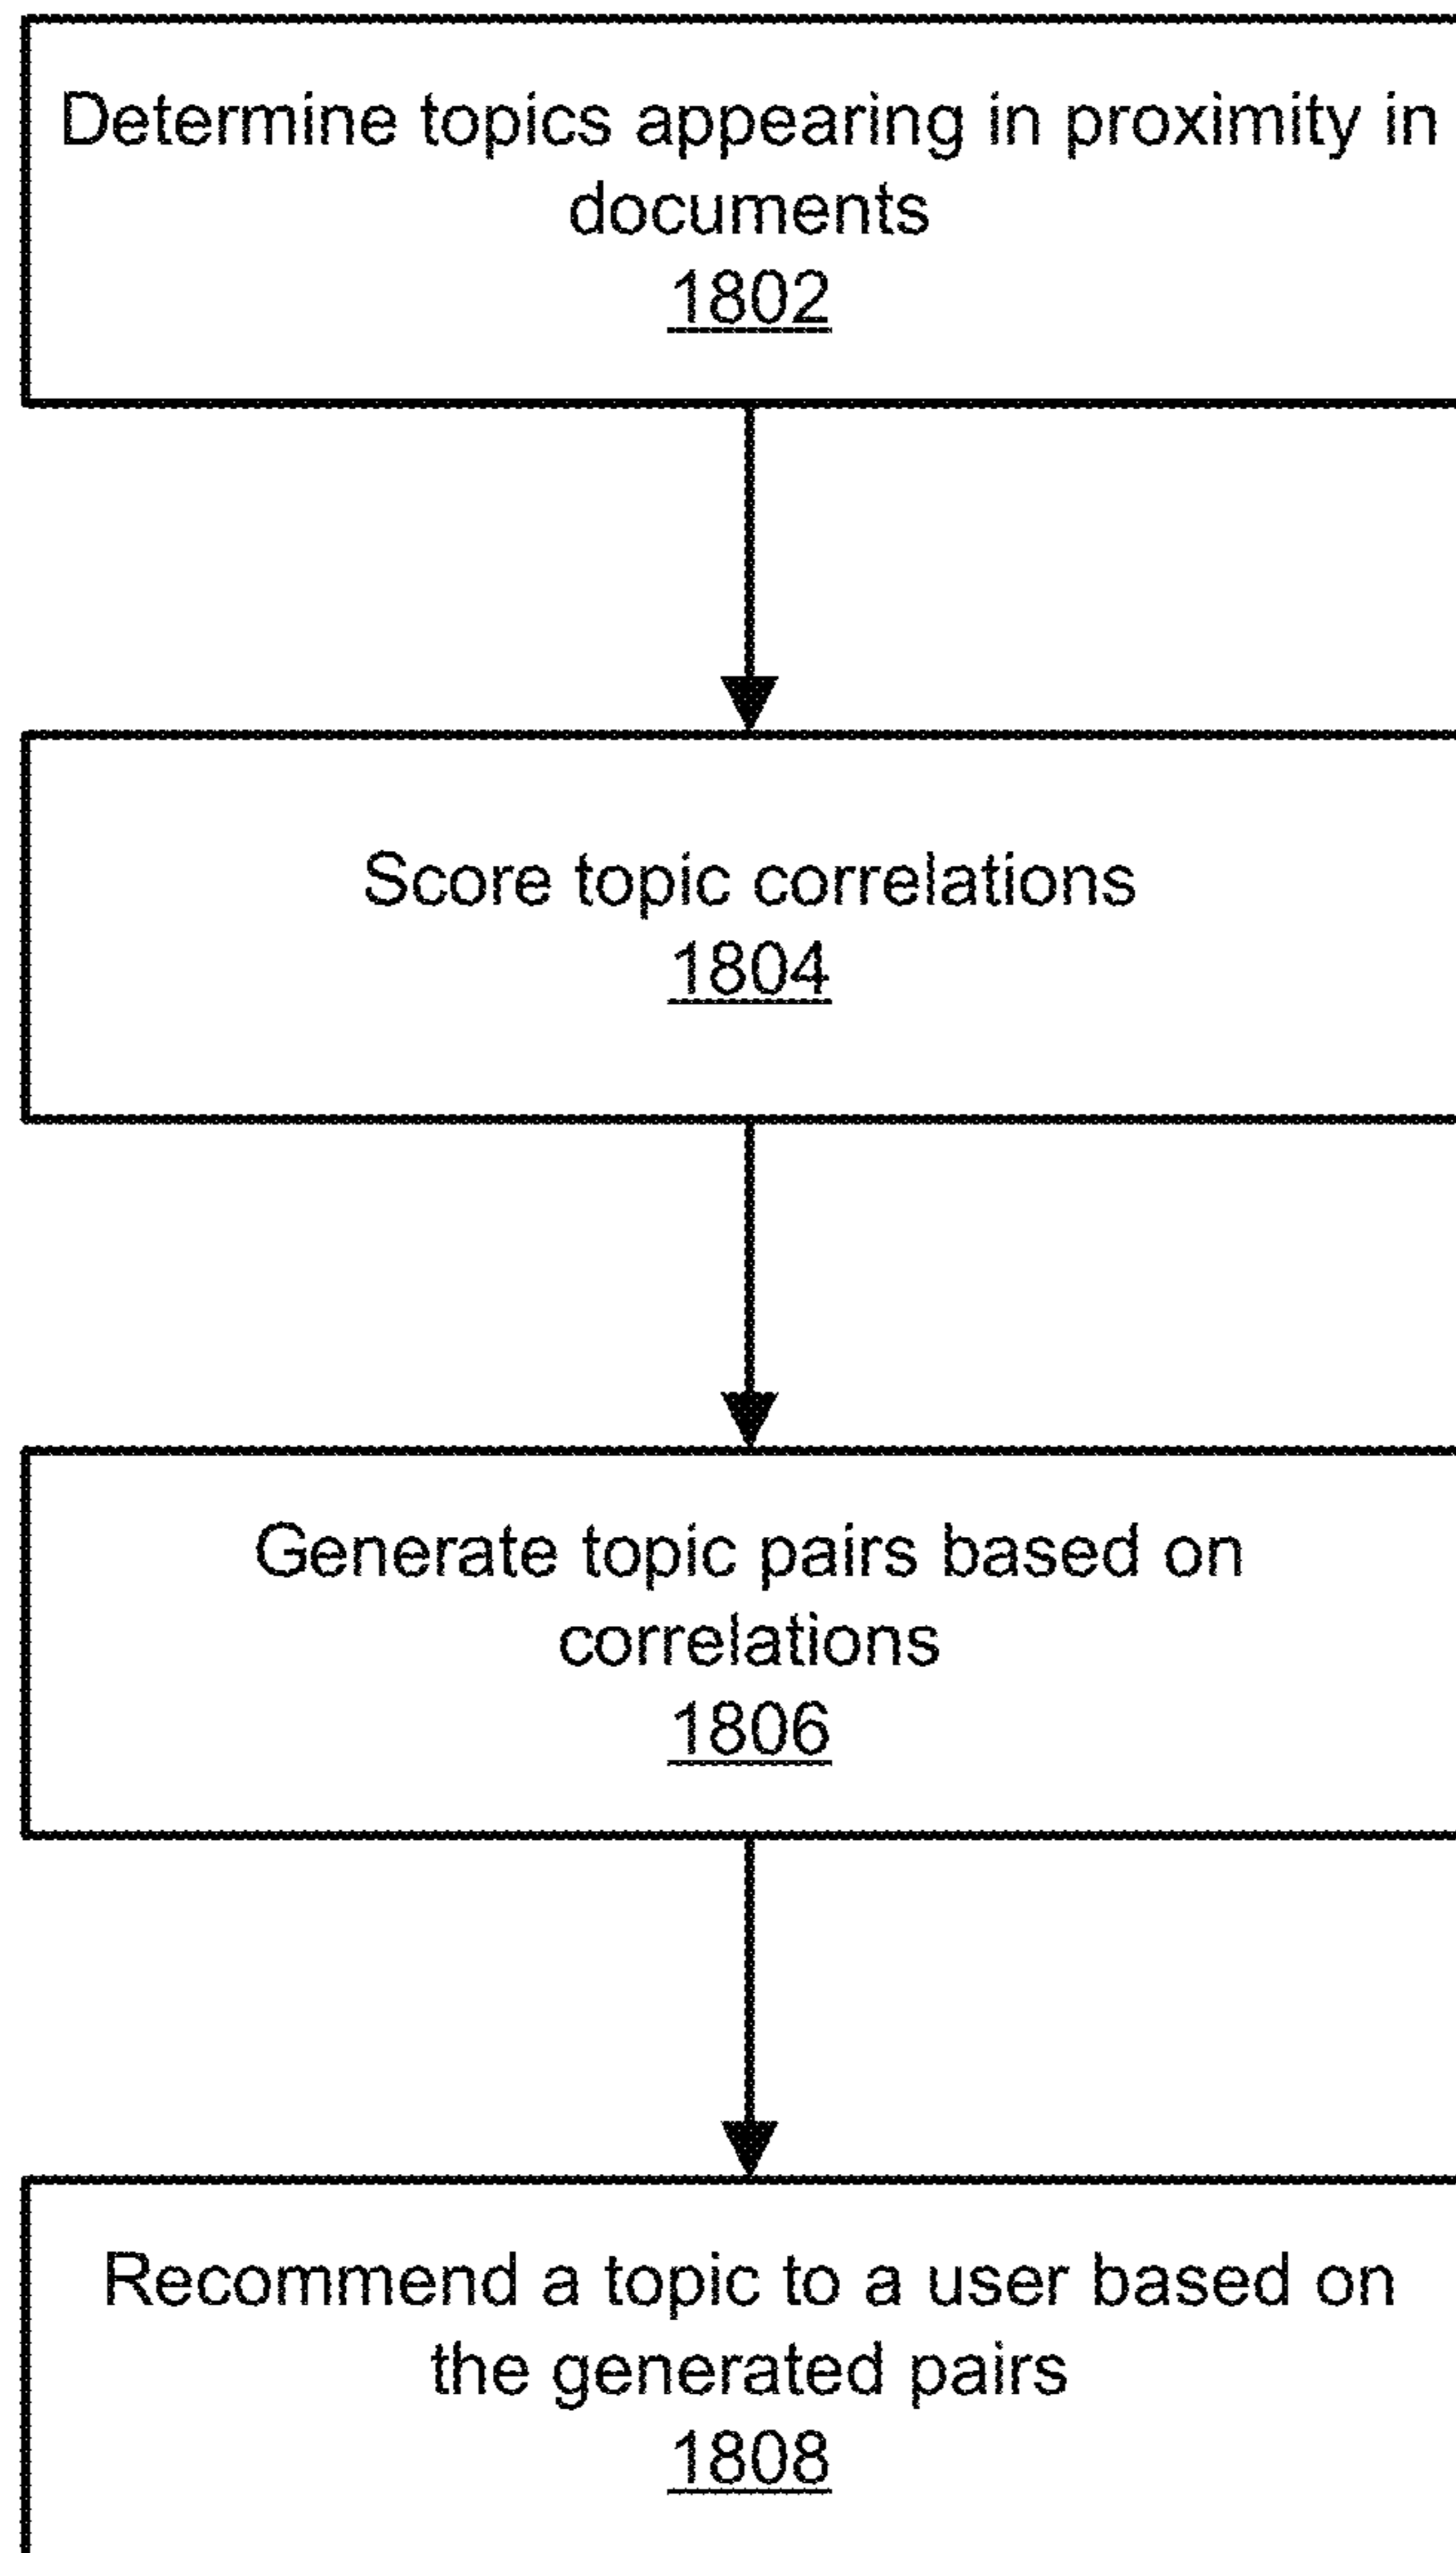 Determine topics appearing in proximity in
documents
1802
Score topic correlations
1804
Generate topic pairs based on
correlations
1806
Recommend a topic to a user based on
the generated pairs
1808